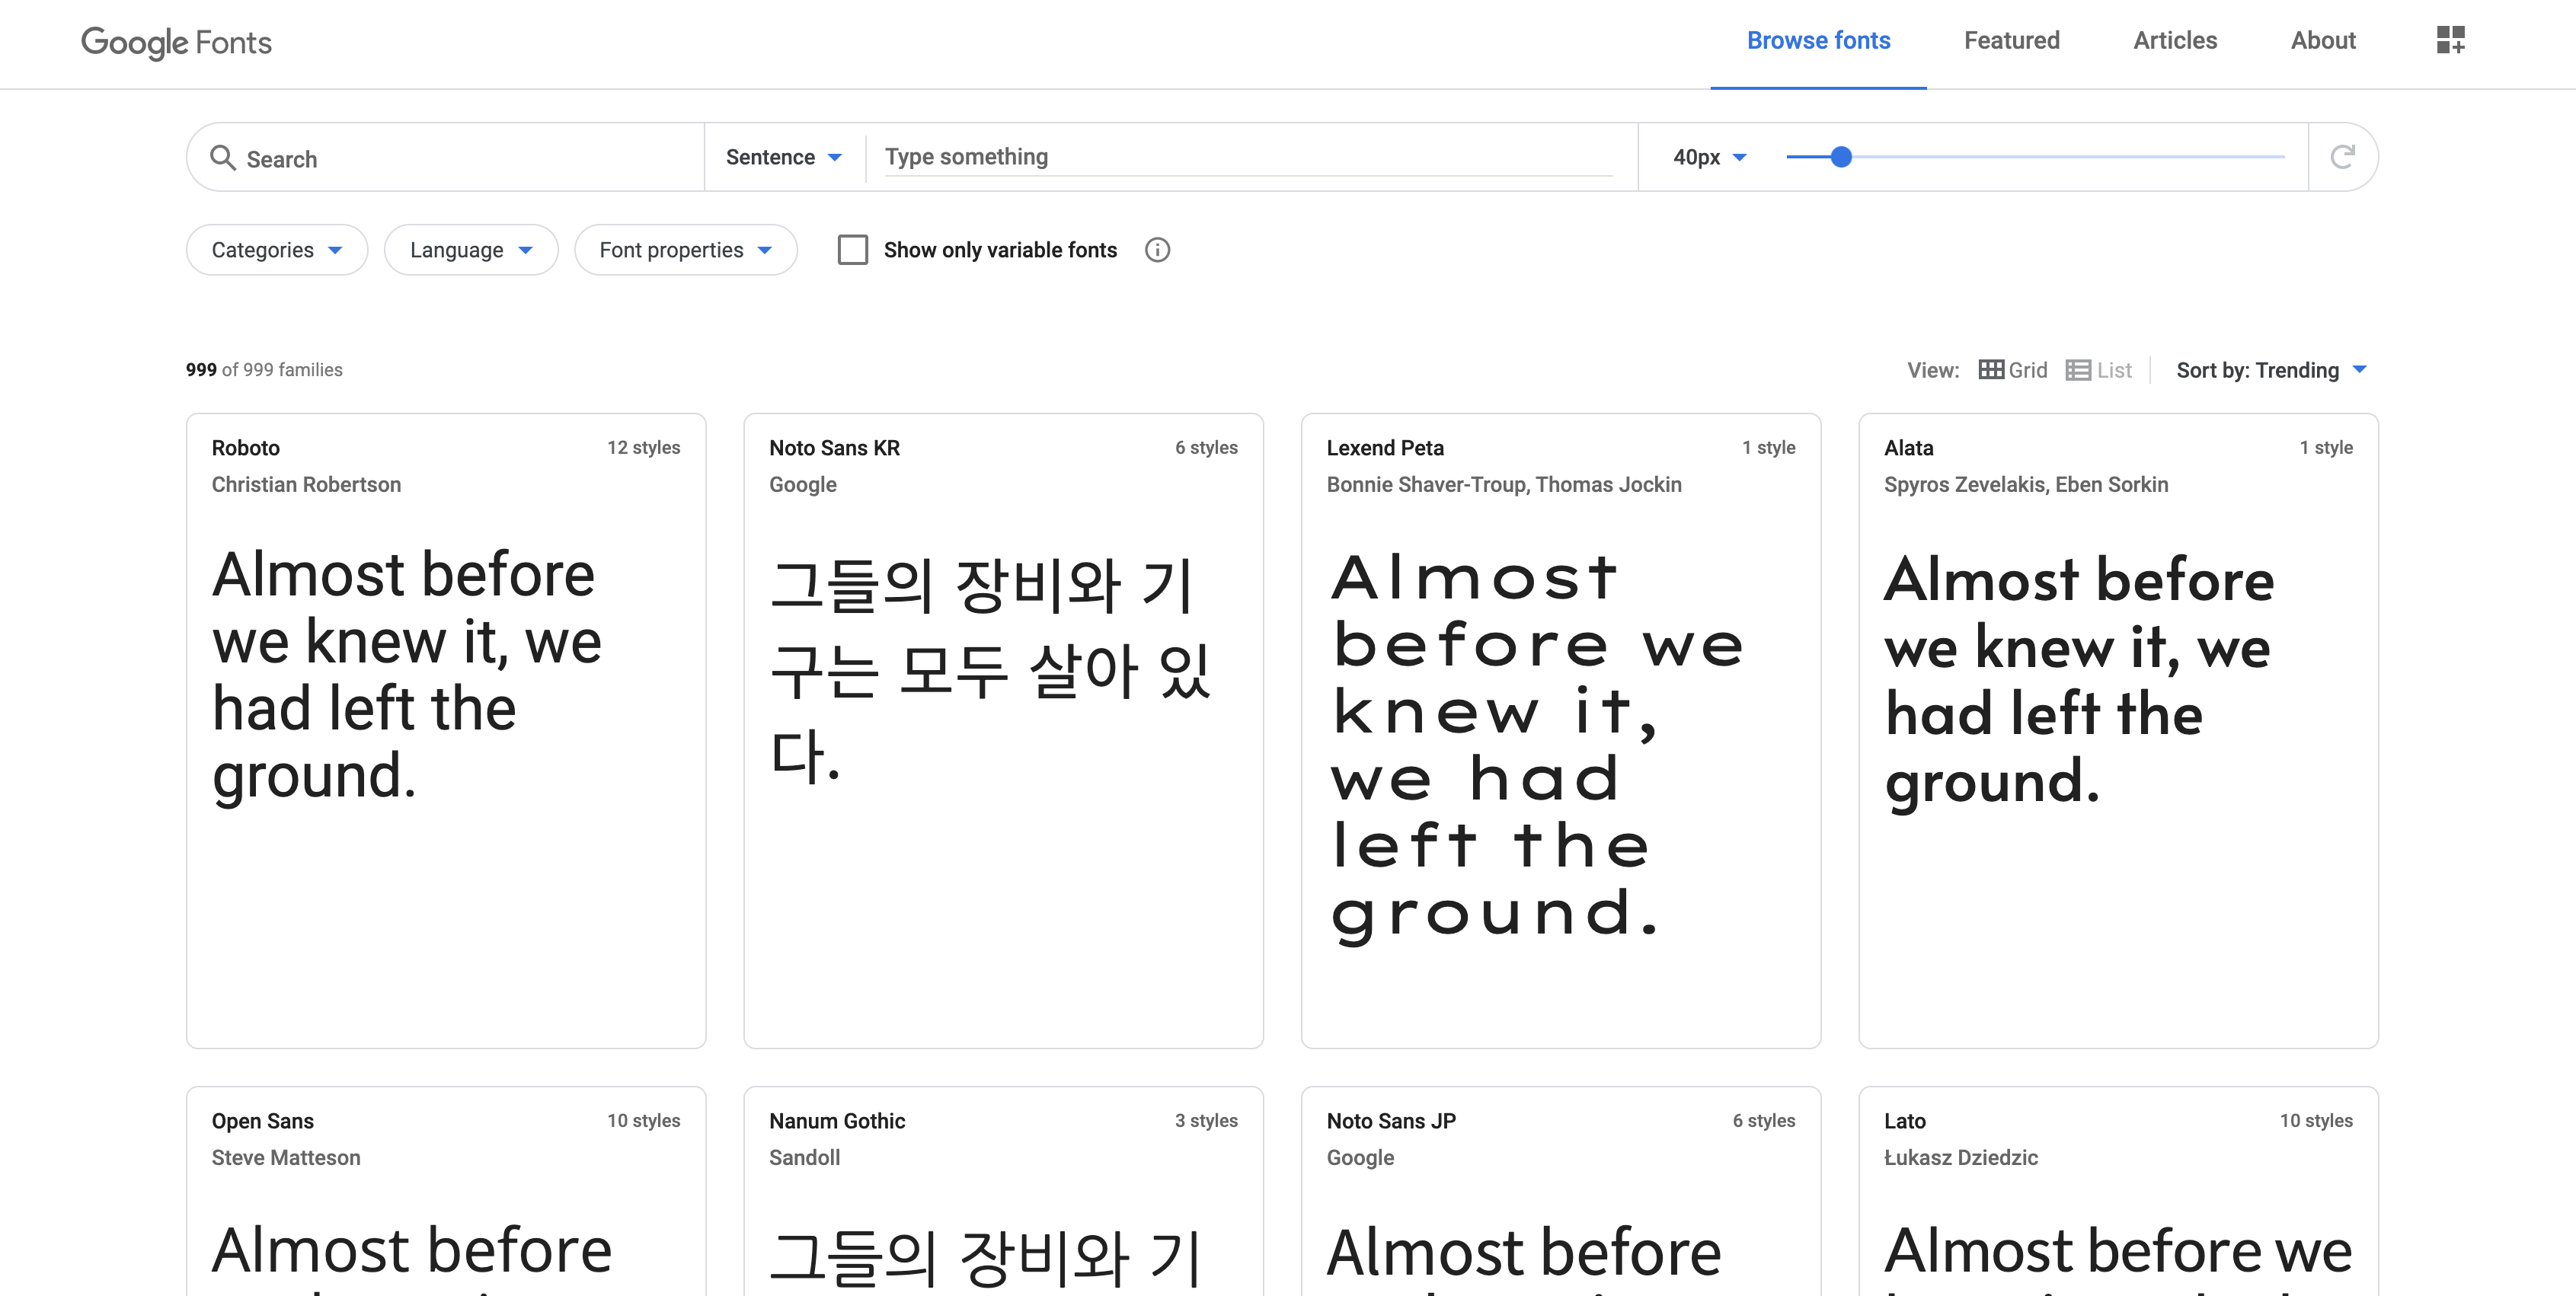 Google Fonts
Browse fonts
Featured
Articles
About
Search
Sentence
Type something
40px
Categories
Language
Font properties
Show only variable fonts
999 of 999 families
View: Grid List
Sort by: Trending
Roboto
12 styles
Christian Robertson
Almost before
we knew it, we
had left the
ground.
Noto Sans KR
6 styles
Google
그들의 장비와 기
구는 모두 살아 있
다.
Lexend Peta
1 style
Bonnie Shaver-Troup, Thomas Jockin
Almost
before we
knew it,
we had
left the
ground.
Alata
1 style
Spyros Zevelakis, Eben Sorkin
Almost before
we knew it, we
had left the
ground.
Open Sans
10 styles
Steve Matteson
Almost before
Nanum Gothic
3 styles
Sandoll
그들의 장비와 기
Noto Sans JP
6 styles
Google
Almost before
Lato
10 styles
Łukasz Dziedzic
Almost before we